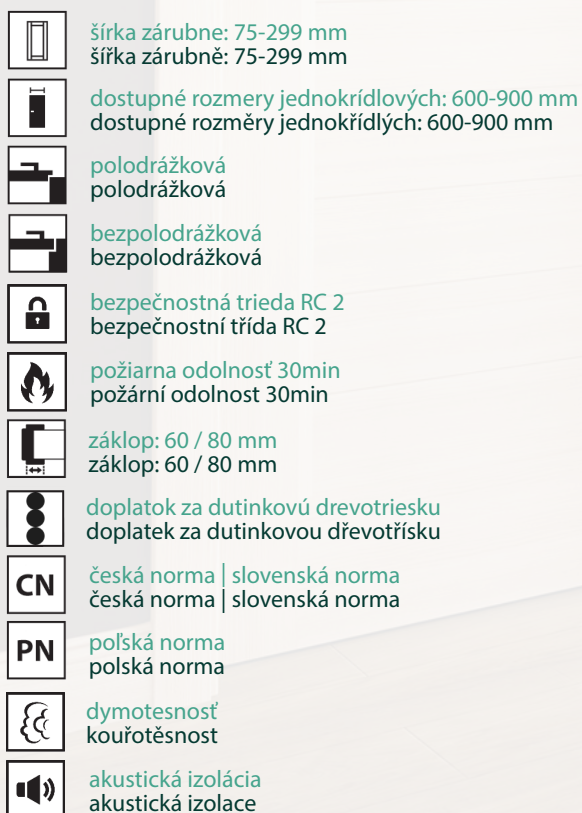 šírka zárubne: 75-299 mm
šířka zárubně: 75-299 mm
dostupné rozmery jednokrídlových: 600-900 mm
dostupné rozměry jednokřídlých: 600-900 mm
polodrážková
polodrážková
bezpolodrážková
bezpolodrážková
bezpečnostná trieda RC 2
bezpečnostní třída RC 2
požiarna odolnosť 30min
požární odolnost 30min
záklop: 60 / 80 mm
záklop: 60 / 80 mm
doplatok za dutinkovú drevotriesku
doplatek za dutinkovou dřevotřísku
CN
česká norma | slovenská norma
česká norma | slovenská norma
PN
poľská norma
polská norma
dymotesnosť
kouřotěsnost
akustická izolácia
akustická izolace